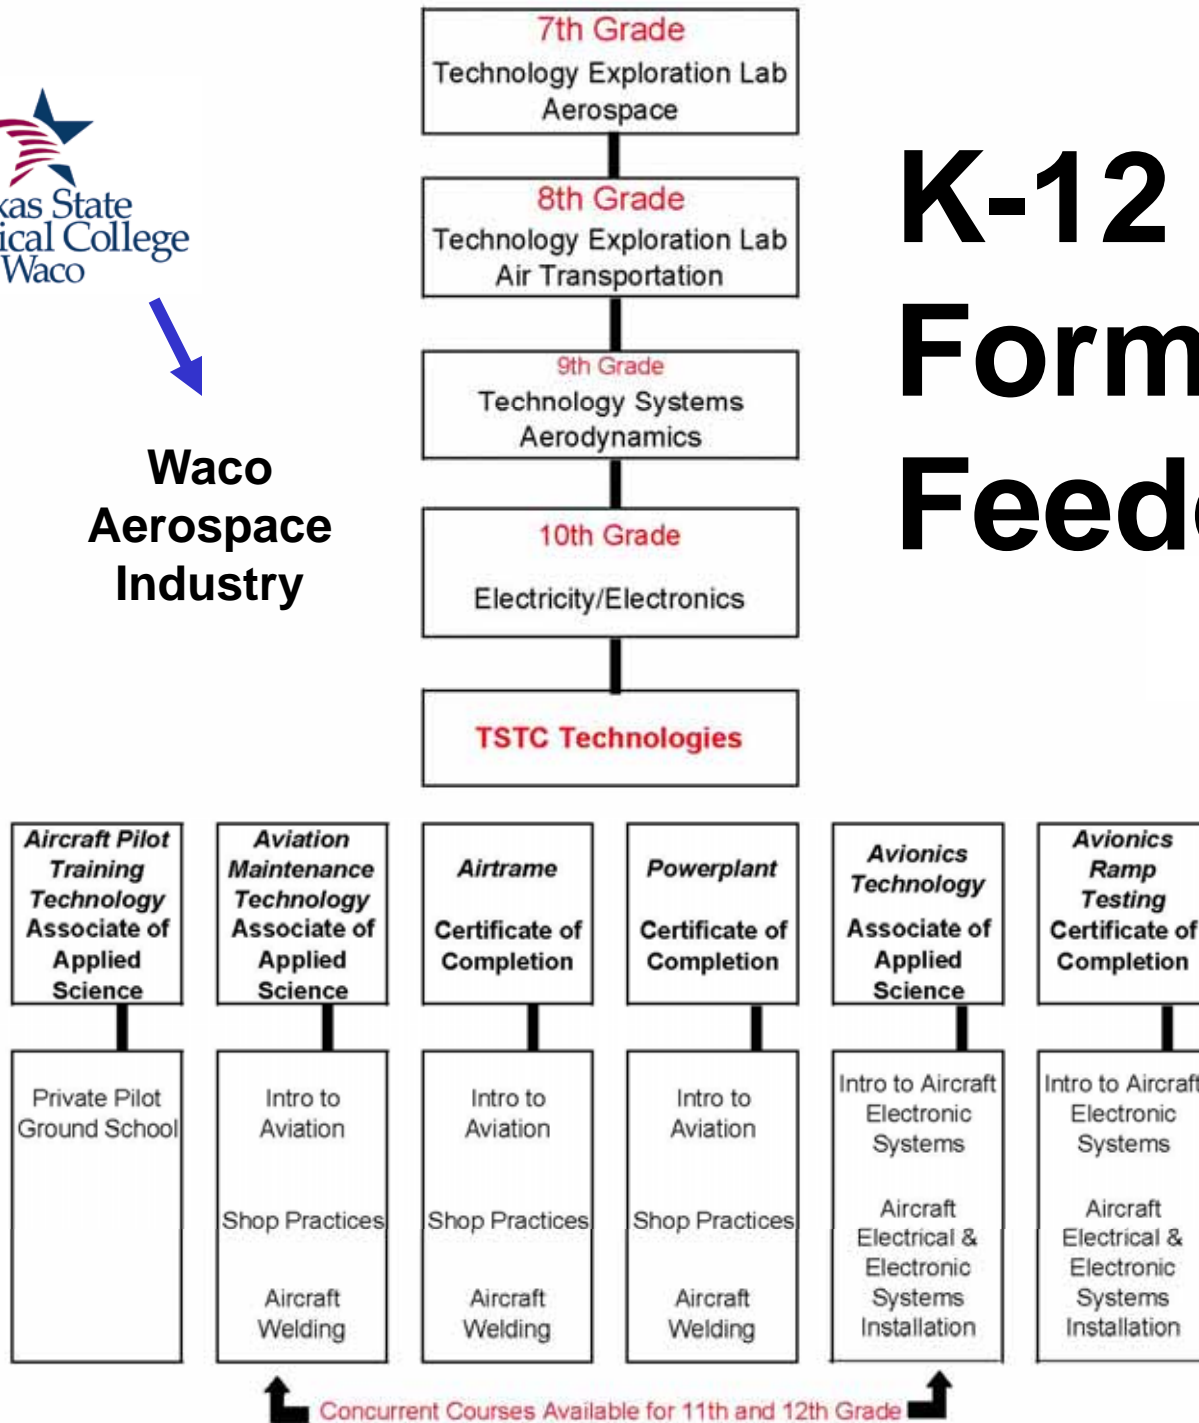 7th Grade
Technology Exploration Lab
Aerospace
8th Grade
Technology Exploration Lab
Air Transportation
9th Grade
Technology Systems
Aerodynamics
10th Grade
Electricity/Electronics
TSTC Technologies
xas State
ical College
Waco
Waco
Aerospace
Industry
K-12
Form
Feed
Aircraft Pilot
Training
Technology
Associate of
Applied
Science
Aviation
Maintenance
Technology
Associate of
Applied
Science
Airtrame
Certificate of
Completion
Powerplant
Certificate of
Completion
Avionics
Technology
Associate of
Applied
Science
Avionics
Ramp
Testing
Certificate of
Completion
Private Pilot
Ground School
Intro to
Aviation
Shop Practices
Aircraft
Welding
Intro to
Aviation
Shop Practices
Aircraft
Welding
Intro to
Aviation
Shop Practices
Aircraft
Welding
Intro to Aircraft
Electronic
Systems
Aircraft
Electrical &
Electronic
Systems
Installation
Intro to Aircraft
Electronic
Systems
Aircraft
Electrical &
Electronic
Systems
Installation
Concurrent Courses Available for 11th and 12th Grade